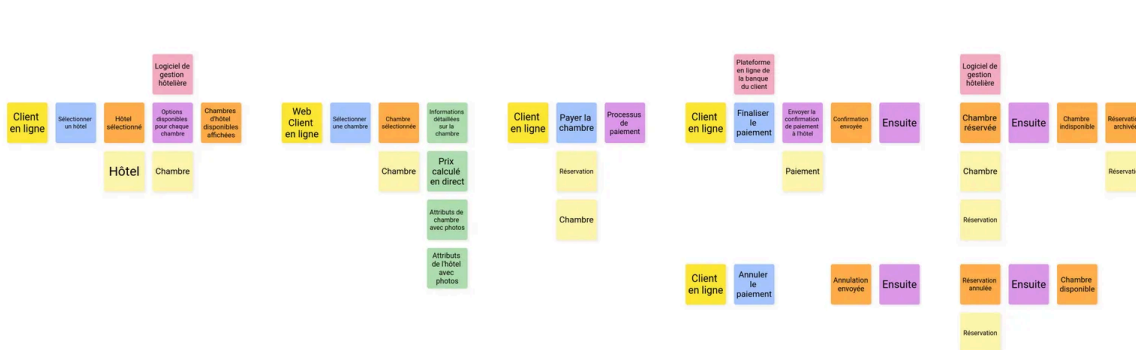 Logiciel de
gestion
hôtelière
Plateforme
en ligne de
la banque
du client
Logiciel de
gestion
hôtelière
Client
en ligne
Sélectionner
un hôtel
Hôtel
sélectionné
Options
disponibles
pour chaque
chambre
Chambres
d'hôtel
disponibles
affichées
Web
Client
en ligne
Sélectionner
une chambre
Chambre
sélectionnée
Informations
détaillées
sur la
chambre
Client
en ligne
Payer la
chambre
Processus
de
paiement
Client
en ligne
Finaliser
le
paiement
Envoyer la
confirmation
de paiement
à l'hôtel
Confirmation
envoyée
Ensuite
Chambre
réservée
Ensuite
Chambre
indisponible
Hôtel
Chambre
Chambre
Prix
calculé
en direct
Réservation
Paiement
Chambre
Attributs de
chambre
avec photos
Chambre
Réservation
Attributs
de l'hôtel
avec
photos
Client
en ligne
Annuler
le
paiement
Annulation
envoyée
Ensuite
Réservation
annulée
Ensuite
Chambre
disponible
Réservation